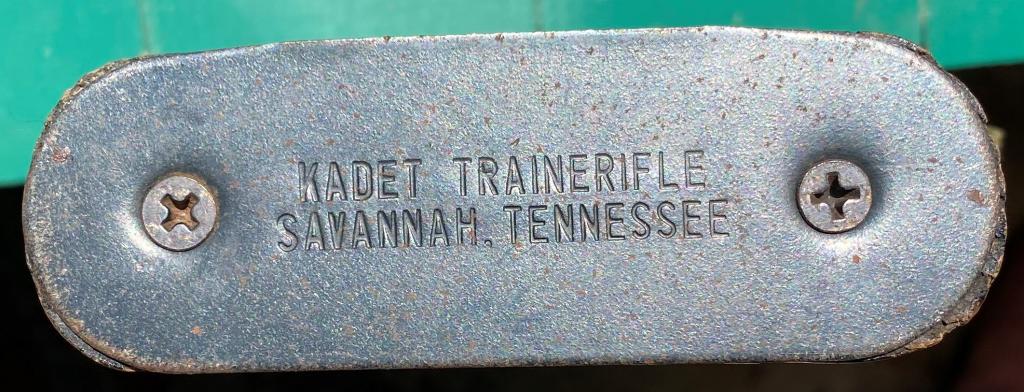 KADET TRAINERIFLE
SAVANNAH. TENNESSEE